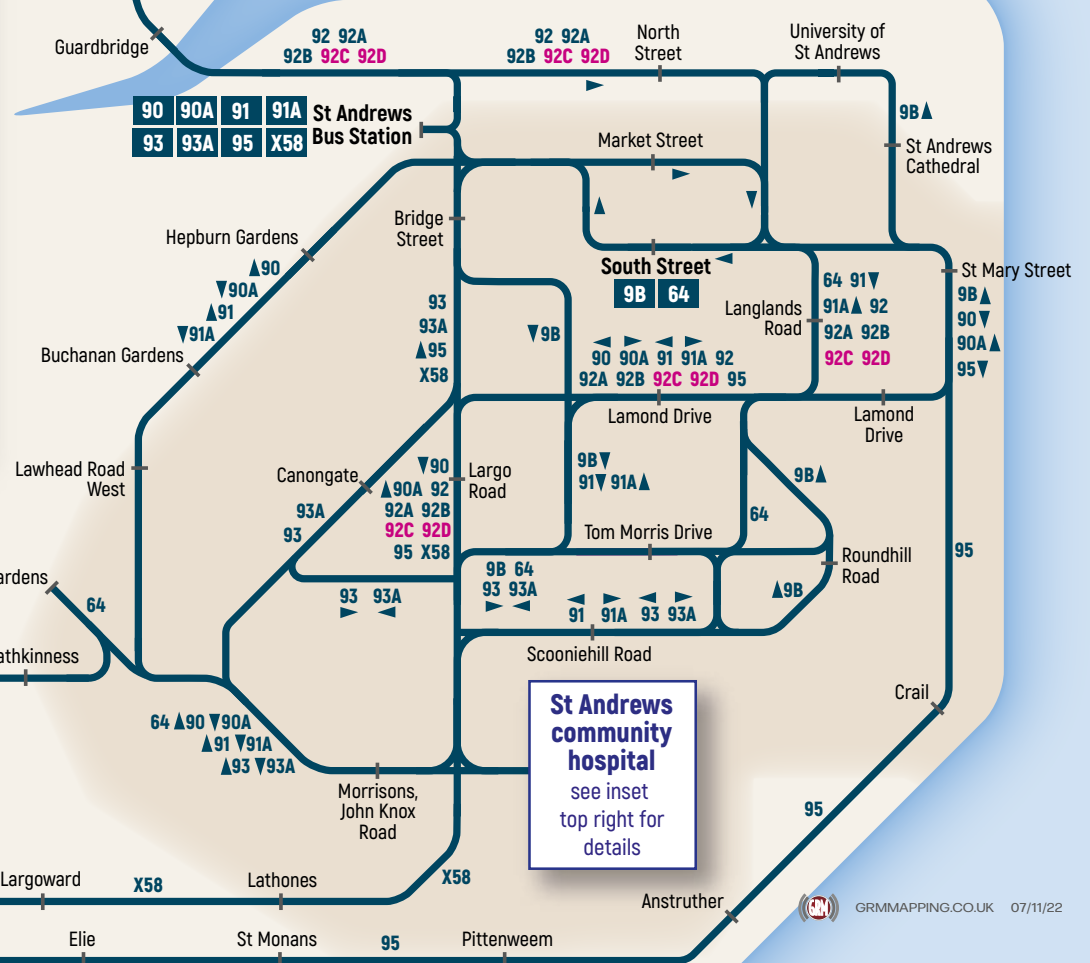 Guardbridge
92 92A
92B 92C 92D
92 92A
92B 92C 92D
North
Street
University of
St Andrews
90 90A 91 91A
93 93A 95 X58
St Andrews
Bus Station
9B
Market Street
St Andrews
Cathedral
Bridge
Street
Hepburn Gardens
90
90A
91
91A
Buchanan Gardens
South Street
9B 64
St Mary Street
9B
90
90A
95
64 91
91A 92
92A 92B
92C 92D
Langlands
Road
93
93A
95
X58
9B
90 90A 91 91A 92
92A 92B 92C 92D 95
Lamond Drive
Lamond
Drive
Lawhead Road
West
Canongate
90
90A 92
92A 92B
92C 92D
95 X58
Largo
Road
9B
91 91A
9B
64
93A
93
Tom Morris Drive
95
Roundhill
Road
9B 64
93 93A
9B
93 93A
91 91A 93 93A
ardens
64
athkinness
Scooniehill Road
64 90 90A
91 91A
93 93A
Crail
St Andrews
community
hospital
see inset
top right for
details
Morrisons,
John Knox
Road
95
Largoward
X58
Lathones
X58
Anstruther
GRM
GRMMAPPING.CO.UK 07/11/22
Elie
St Monans
95
Pittenweem